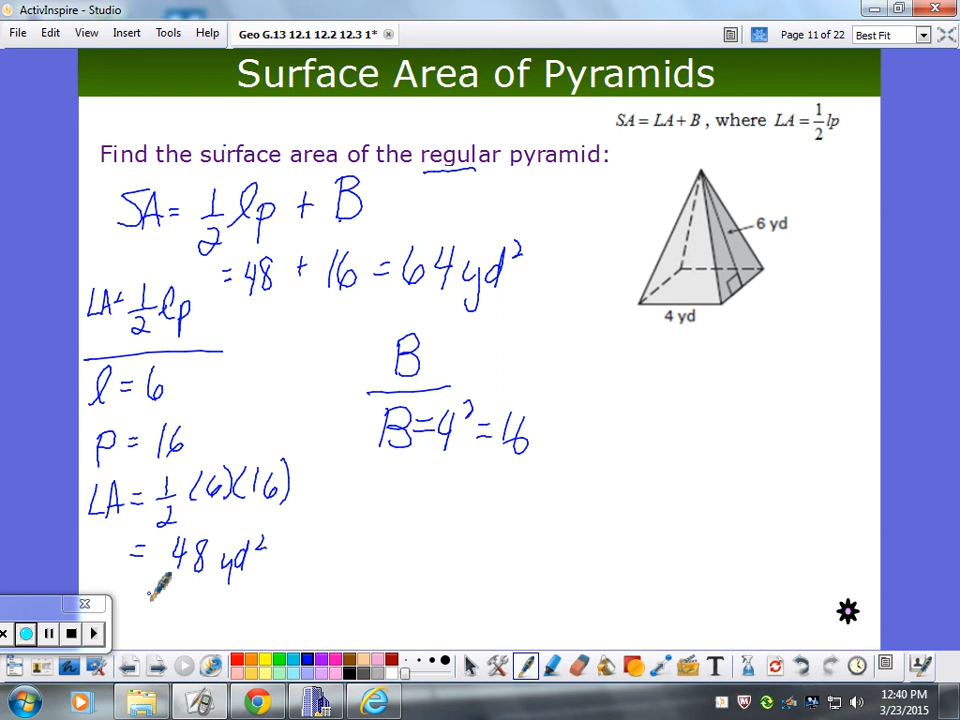 ActivInspire - Studio
File Edit View Insert Tools Help
Geo G.13 12.1 12.2 12.3 1*
Page 11 of 22
Best Fit
Surface Area of Pyramids
SA = LA + B , where LA = 1/2 lp
Find the surface area of the regular pyramid:
SA = 1/2 lp + B
= 48 + 16 = 64 yd²
6 yd
4 yd
LA = 1/2 lp
l = 6
p = 16
LA = 1/2 (6)(16)
= 48 yd²
B
B = 4² = 16
12:40 PM
3/23/2015